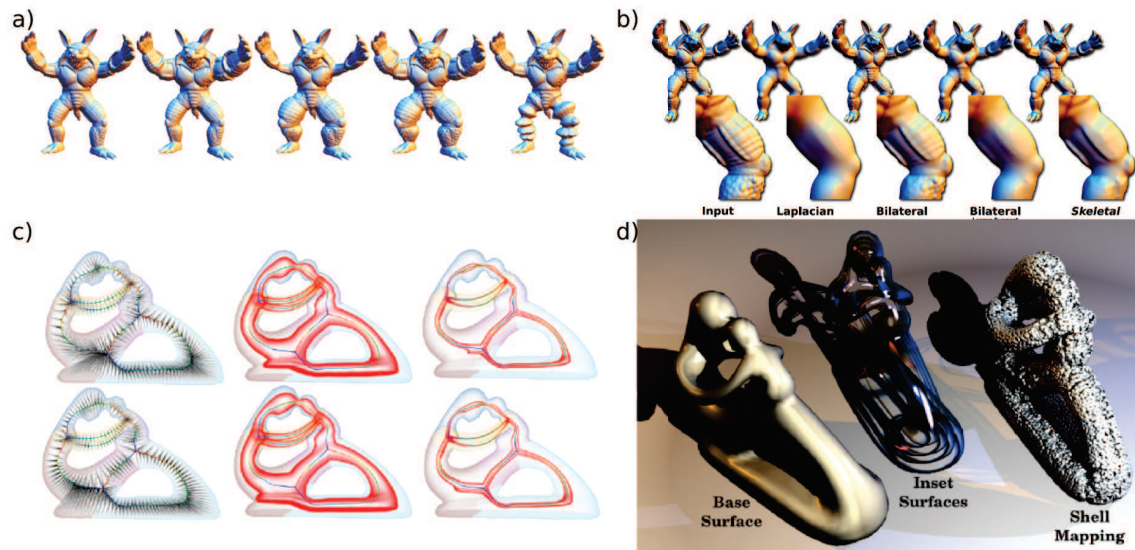 a)
b)
Input Laplacian Bilateral Bilateral Skeletal
c)
d)
Base
Surface
Inset
Surfaces
Shell
Mapping